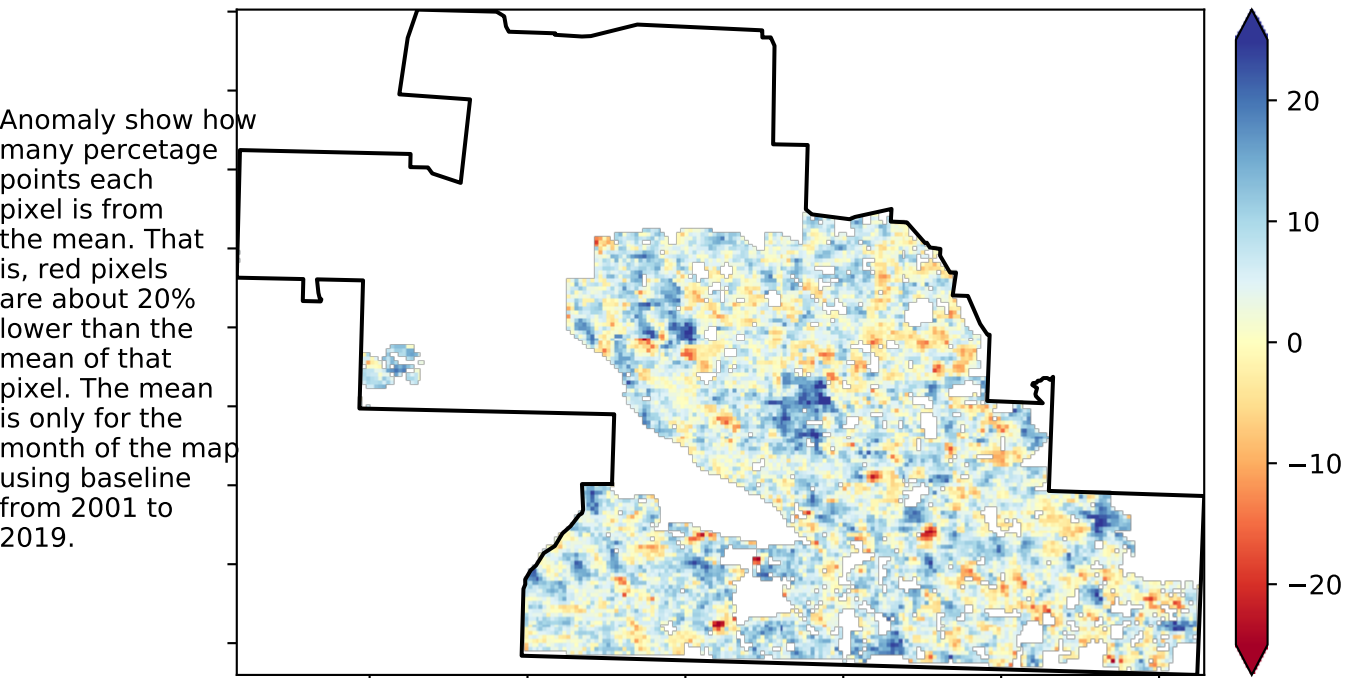 Anomaly show how
many percetage
points each
pixel is from
the mean. That
is, red pixels
are about 20%
lower than the
mean of that
pixel. The mean
is only for the
month of the map
using baseline
from 2001 to
2019.
20
10
0
−10
−20